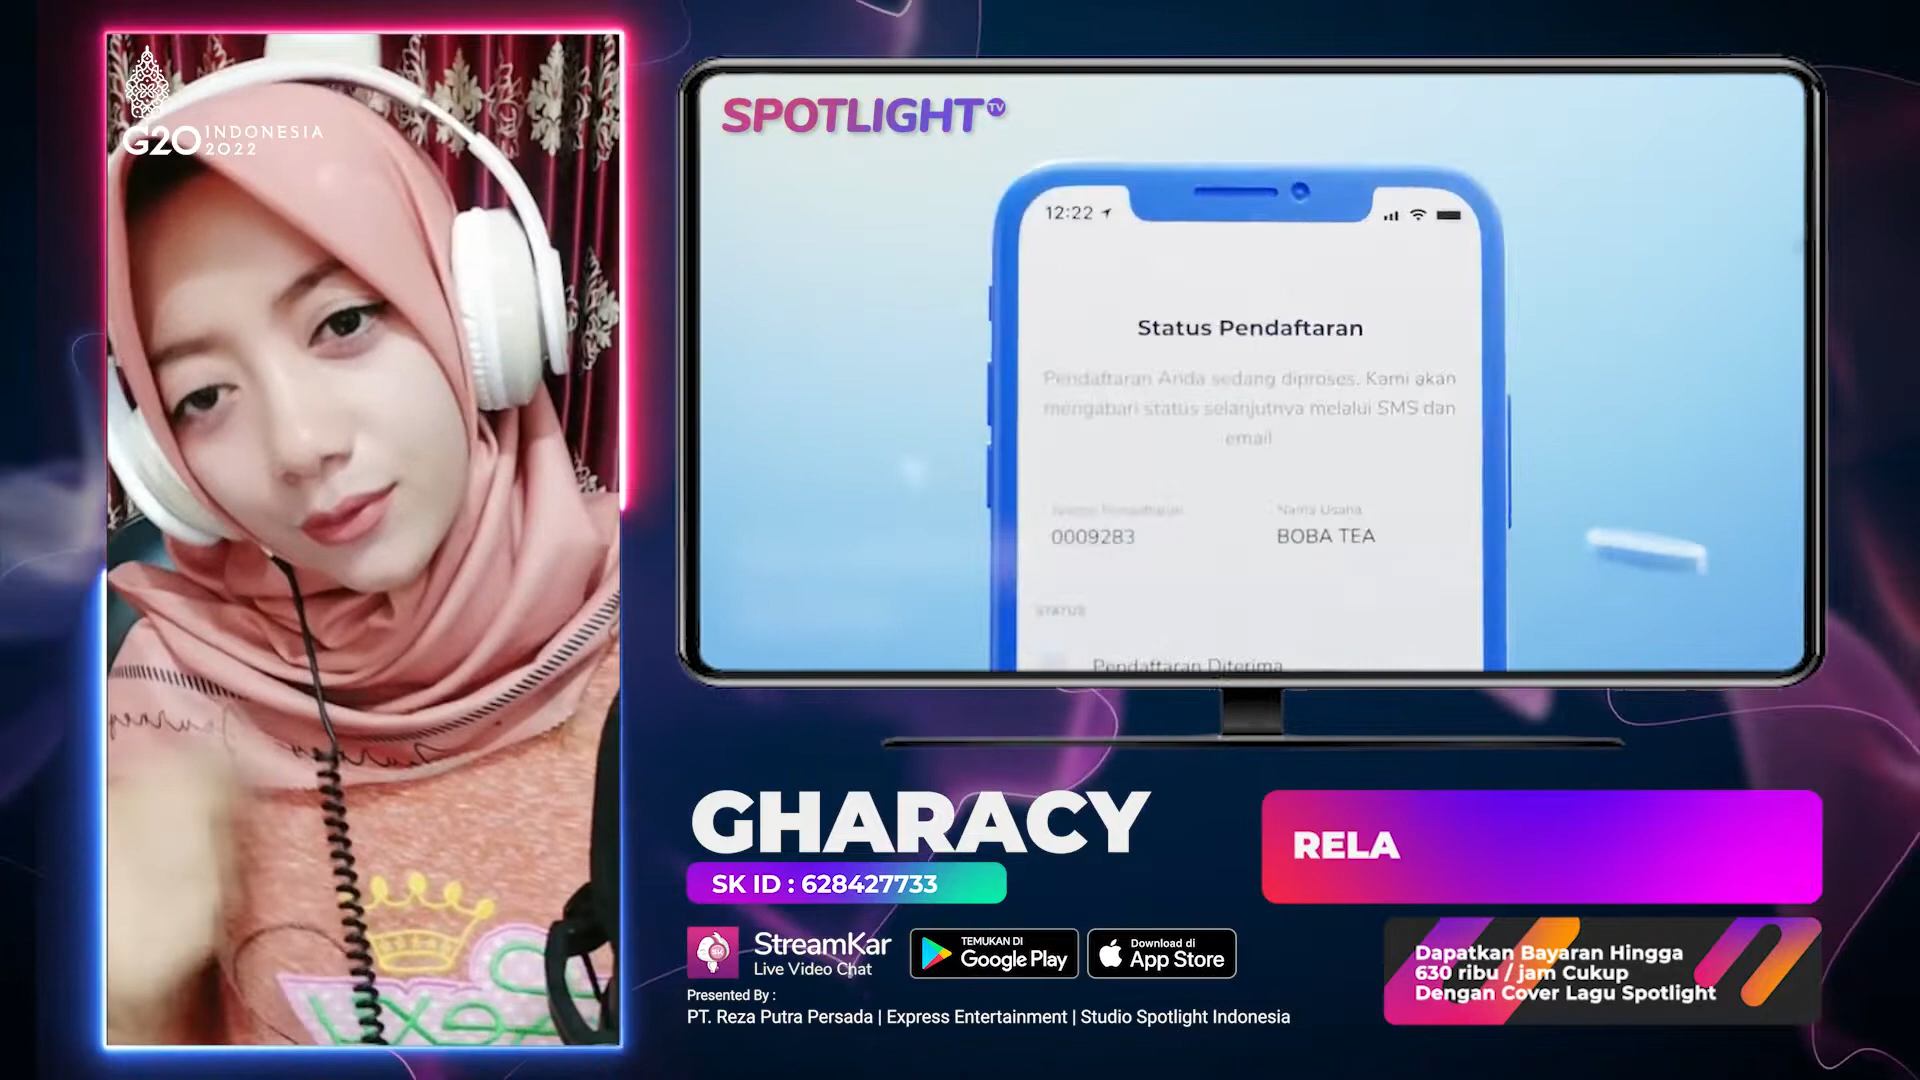 G20 INDONESIA
2022
SPOTLIGHT TV
12:22
Status Pendaftaran
Pendaftaran Anda sedang diproses. Kami akan
mengabari status selanjutnya melalui SMS dan
email
Nama Usaha
0009283
BOBA TEA
STATUS
Pendaftaran Diterima
GHARACY
SK ID : 628427733
RELA
StreamKar
Live Video Chat
TEMUKAN DI
Google Play
Download di
App Store
Presented By :
PT. Reza Putra Persada | Express Entertainment | Studio Spotlight Indonesia
Dapatkan Bayaran Hingga
630 ribu / jam Cukup
Dengan Cover Lagu Spotlight